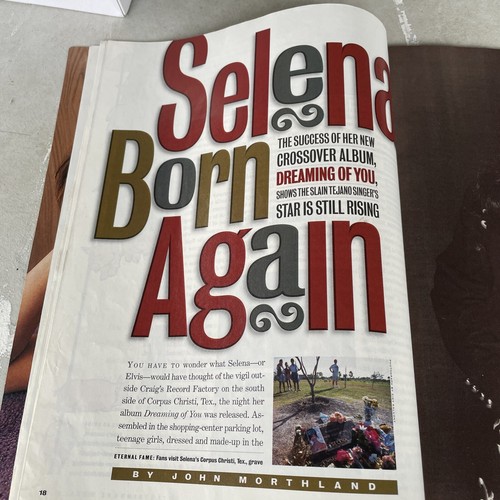 Selena
Born
THE SUCCESS OF HER NEW
CROSSOVER ALBUM,
DREAMING OF YOU,
SHOWS THE SLAIN TEJANO SINGER'S
STAR IS STILL RISING
Again
YOU HAVE TO wonder what Selena—or
Elvis—would have thought of the vigil out-
side Craig's Record Factory on the south
side of Corpus Christi, Tex., the night her
album Dreaming of You was released. As-
sembled in the shopping-center parking lot,
teenage girls, dressed and made-up in the
ETERNAL FAME: Fans visit Selena's Corpus Christi, Tex., grave
BY JOHN MORTHLAND
18